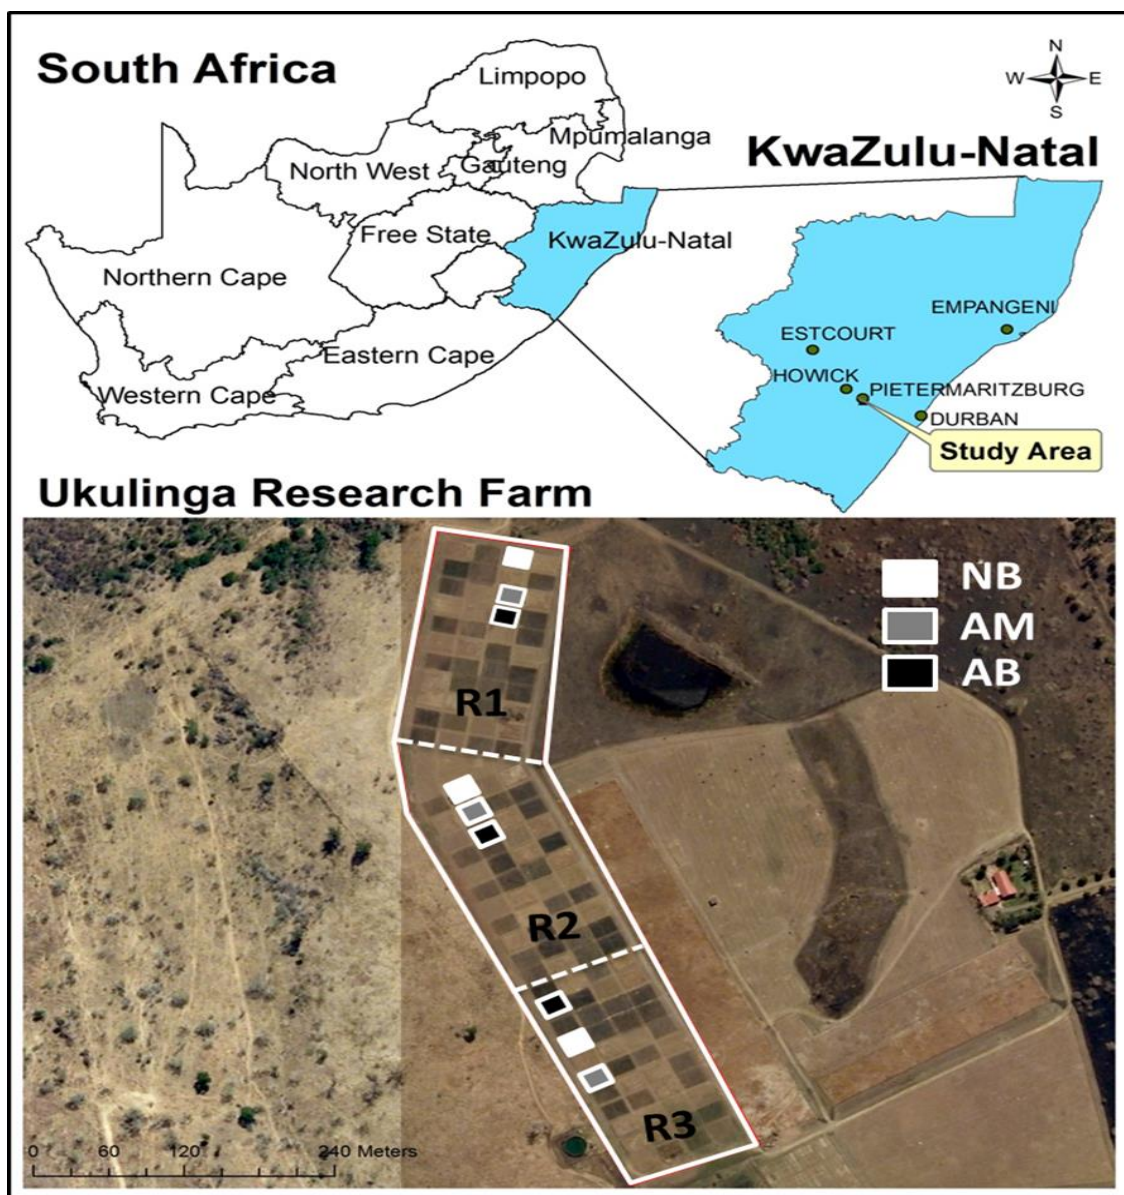 South Africa
N
W E
S
Limpopo
Mpumalanga
North West
Gauteng
KwaZulu-Natal
Free State
KwaZulu-Natal
Northern Cape
Eastern Cape
Western Cape
EMPANGENI
ESTCOURT
HOWICK
PIETERMARITZBURG
DURBAN
Study Area
Ukulinga Research Farm
NB
AM
AB
R1
R2
R3
0 60 120 240 Meters